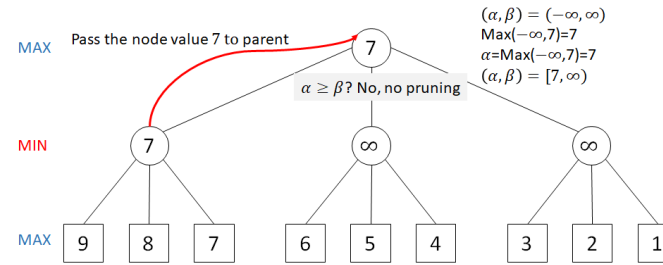 MAX
Pass the node value 7 to parent
7
(α, β) = (−∞, ∞)
Max(−∞,7)=7
α=Max(−∞,7)=7
(α, β) = [7, ∞)
α ≥ β? No, no pruning
MIN
7
∞
∞
MAX
9
8
7
6
5
4
3
2
1